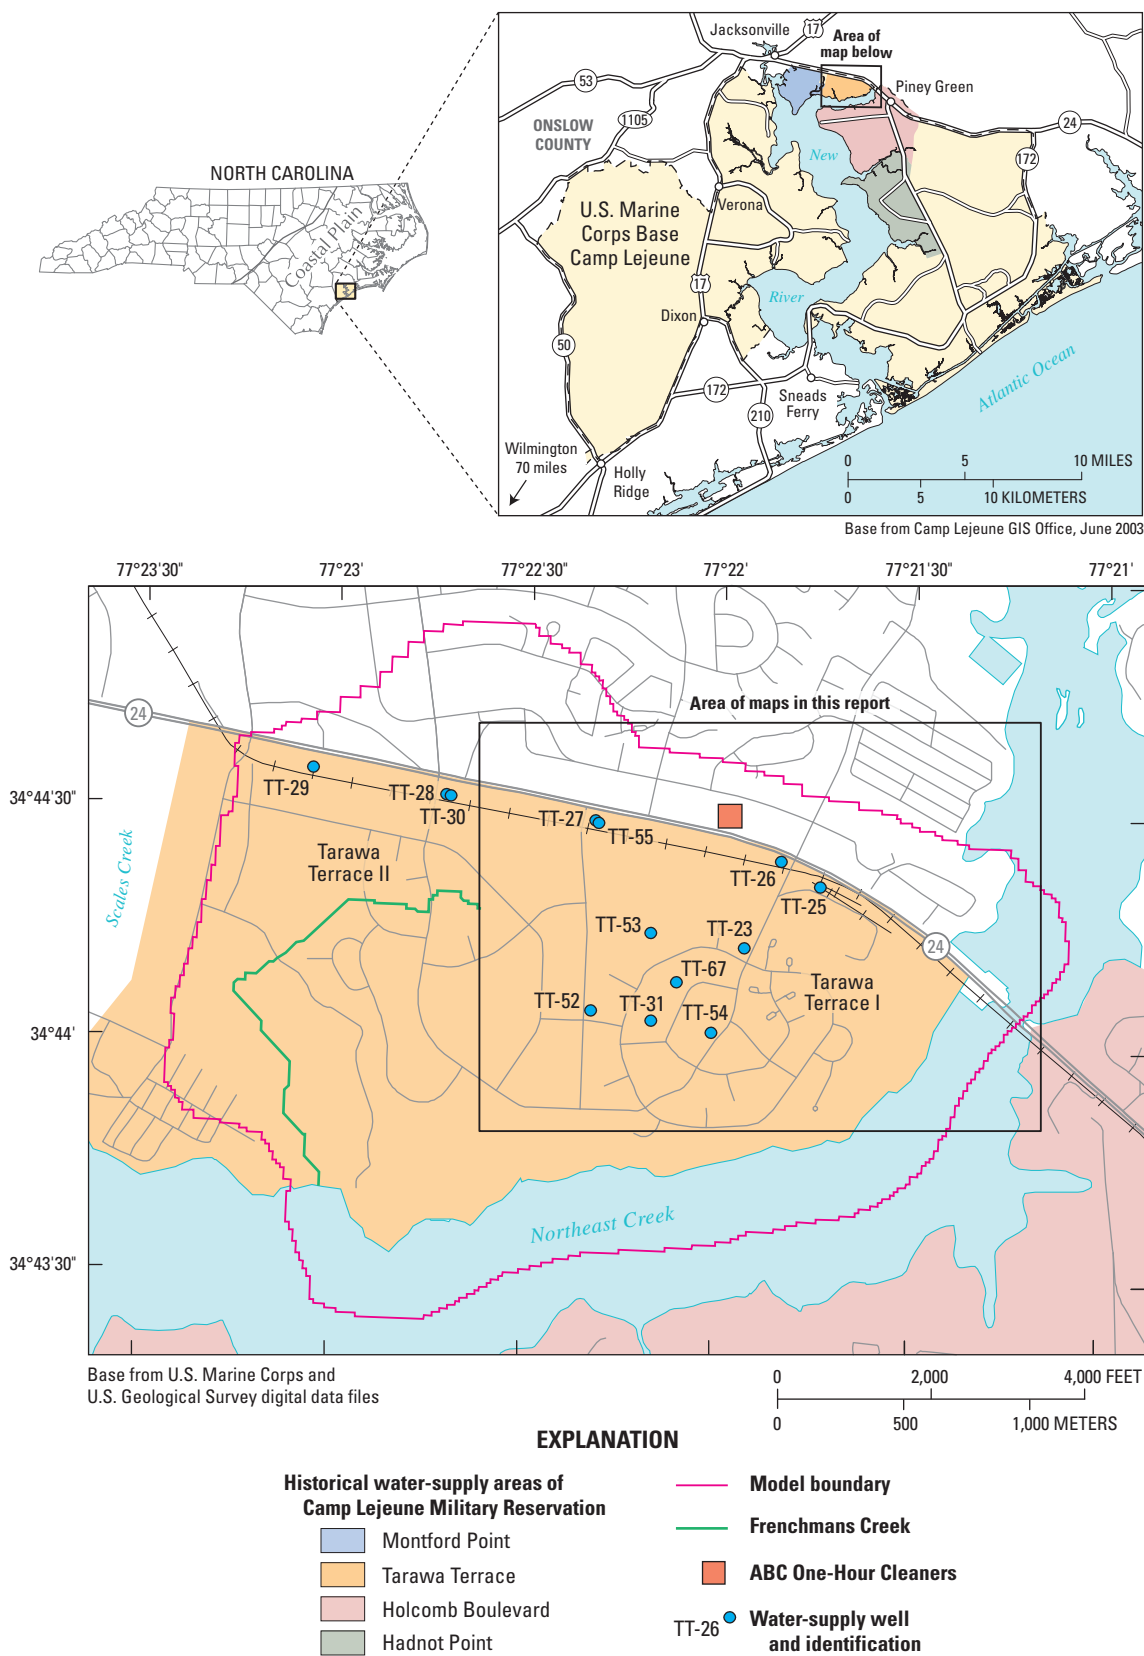 NORTH CAROLINA
Coastal Plain
Jacksonville
17
Area of
map below
53
Piney Green
1105
24
ONSLOW
COUNTY
New
172
Verona
U.S. Marine
Corps Base
Camp Lejeune
17
River
Dixon
50
Atlantic Ocean
172
Sneads
Ferry
210
Wilmington
70 miles
Holly
Ridge
0 5 10 MILES
0 5 10 KILOMETERS
Base from Camp Lejeune GIS Office, June 2003
77°23'30" 77°23' 77°22'30" 77°22' 77°21'30" 77°21'
Area of maps in this report
24
TT-29
TT-28
34°44'30"
TT-30
TT-27
TT-55
Tarawa
Terrace II
TT-26
Scales Creek
TT-25
TT-53
TT-23
24
TT-67
Tarawa
Terrace I
TT-52
TT-31
TT-54
34°44'
Northeast Creek
34°43'30"
Base from U.S. Marine Corps and
U.S. Geological Survey digital data files
0 2,000 4,000 FEET
0 500 1,000 METERS
EXPLANATION
Historical water-supply areas of
Camp Lejeune Military Reservation
Montford Point
Tarawa Terrace
Holcomb Boulevard
Hadnot Point
Model boundary
Frenchmans Creek
ABC One-Hour Cleaners
TT-26 Water-supply well
and identification